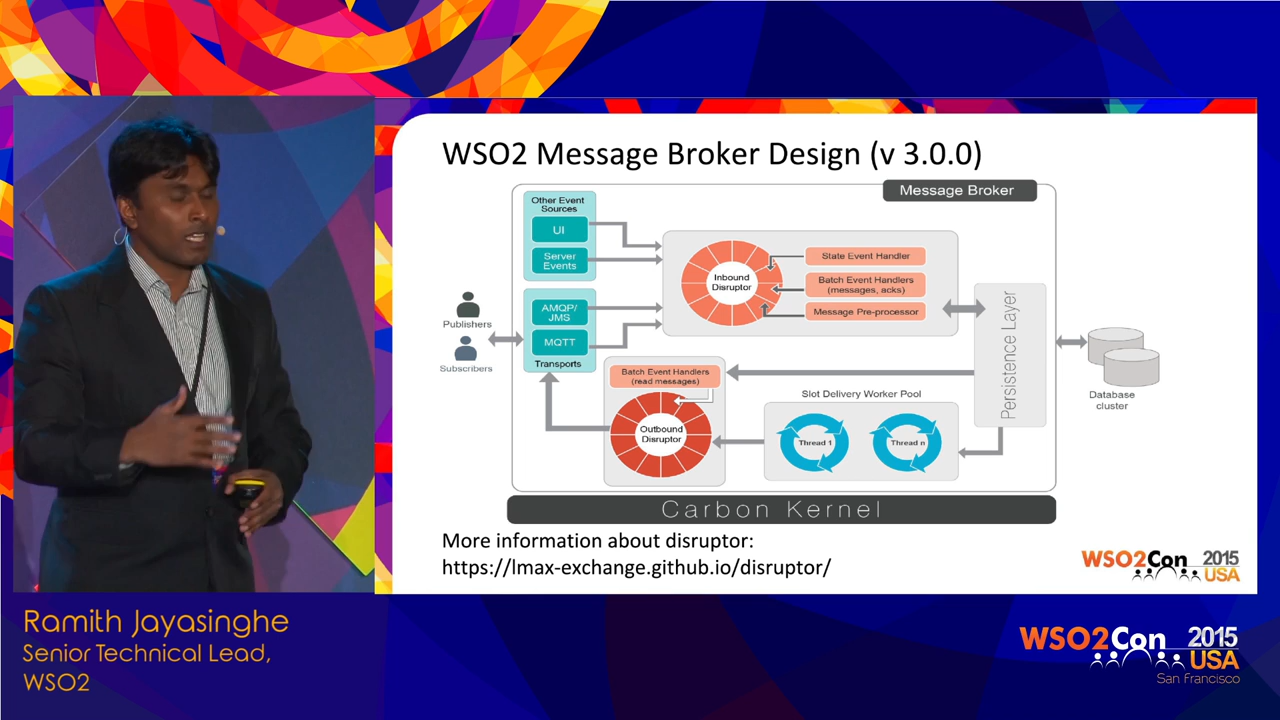 WSO2 Message Broker Design (v 3.0.0)
Message Broker
Other Event
Sources
UI
Server
Events
AMQP/
JMS
MQTT
Transports
Publishers
Subscribers
Inbound
Disruptor
State Event Handler
Batch Event Handlers
(messages, acks)
Message Pre-processor
Persistence Layer
Database
cluster
Batch Event Handlers
(read messages)
Outbound
Disruptor
Slot Delivery Worker Pool
Thread 1
Thread n
Carbon Kernel
More information about disruptor:
https://lmax-exchange.github.io/disruptor/
WSO2Con 2015
USA
Ramith Jayasinghe
Senior Technical Lead,
WSO2
WSO2Con 2015
USA
San Francisco